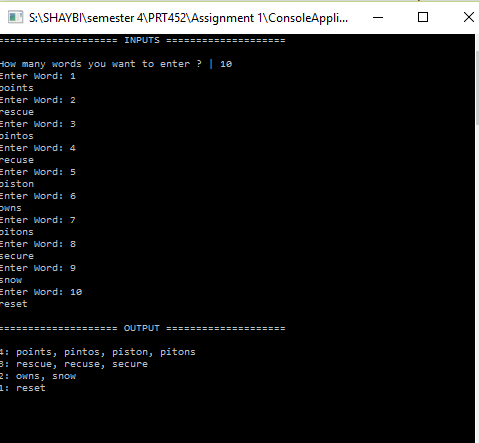 S:\SHAYBI\semester 4\PRT452\Assignment 1\ConsoleAppli...
==================== INPUTS ====================
How many words you want to enter ? | 10
Enter Word: 1
points
Enter Word: 2
rescue
Enter Word: 3
pintos
Enter Word: 4
recuse
Enter Word: 5
piston
Enter Word: 6
owns
Enter Word: 7
pitons
Enter Word: 8
secure
Enter Word: 9
snow
Enter Word: 10
reset
==================== OUTPUT ====================
4: points, pintos, piston, pitons
3: rescue, recuse, secure
2: owns, snow
1: reset